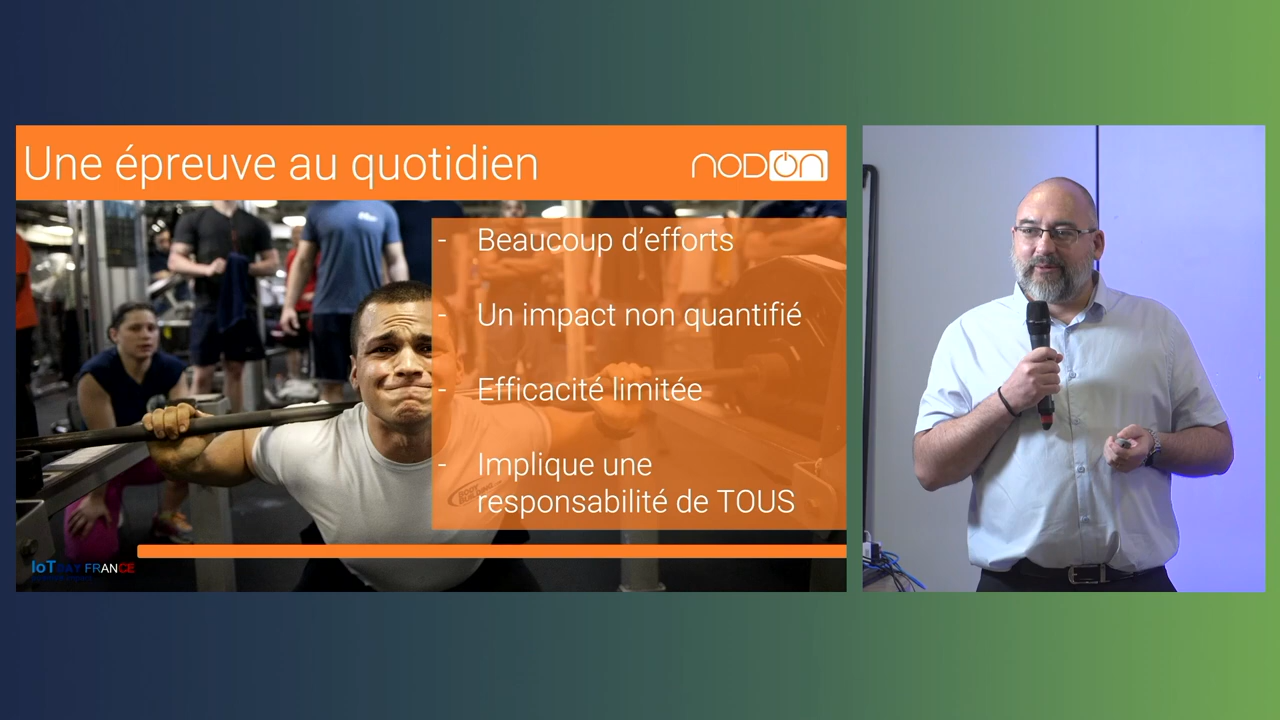 Une épreuve au quotidien
NODON
- Beaucoup d'efforts
- Un impact non quantifié
- Efficacité limitée
- Implique une
responsabilité de TOUS
IoT DAY FRANCE